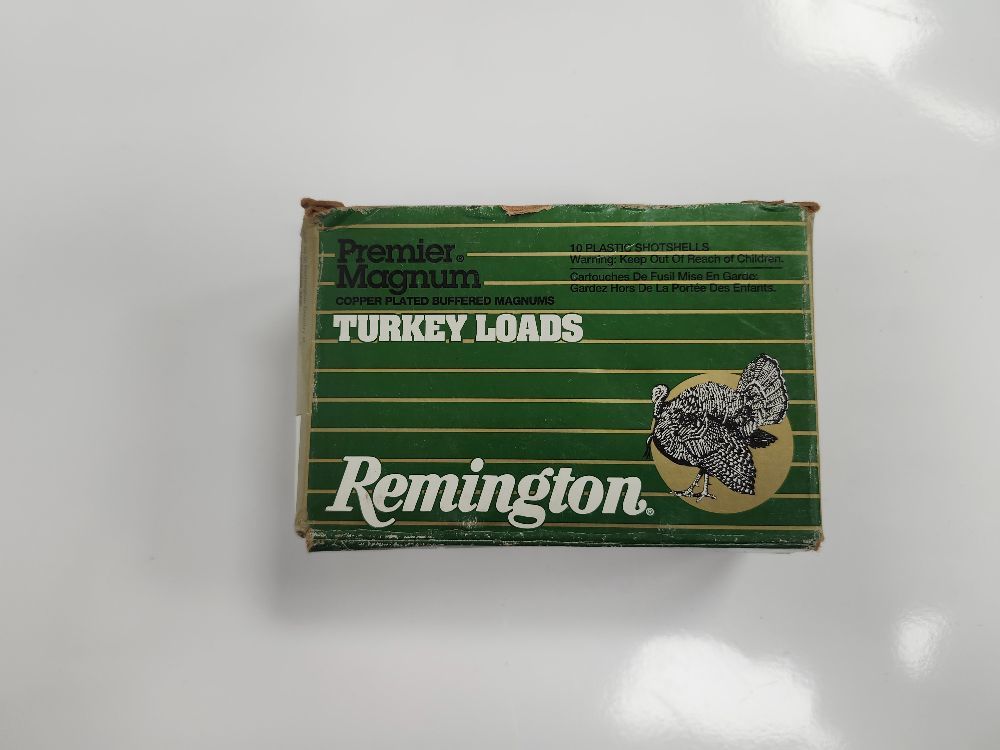 Premier®
Magnum
COPPER PLATED BUFFERED MAGNUMS
TURKEY LOADS
10 PLASTIC SHOTSHELLS
Warning: Keep Out Of Reach of Children.
Cartouches De Fusil Mise En Garde:
Gardez Hors De La Portée Des Enfants.
Remington®